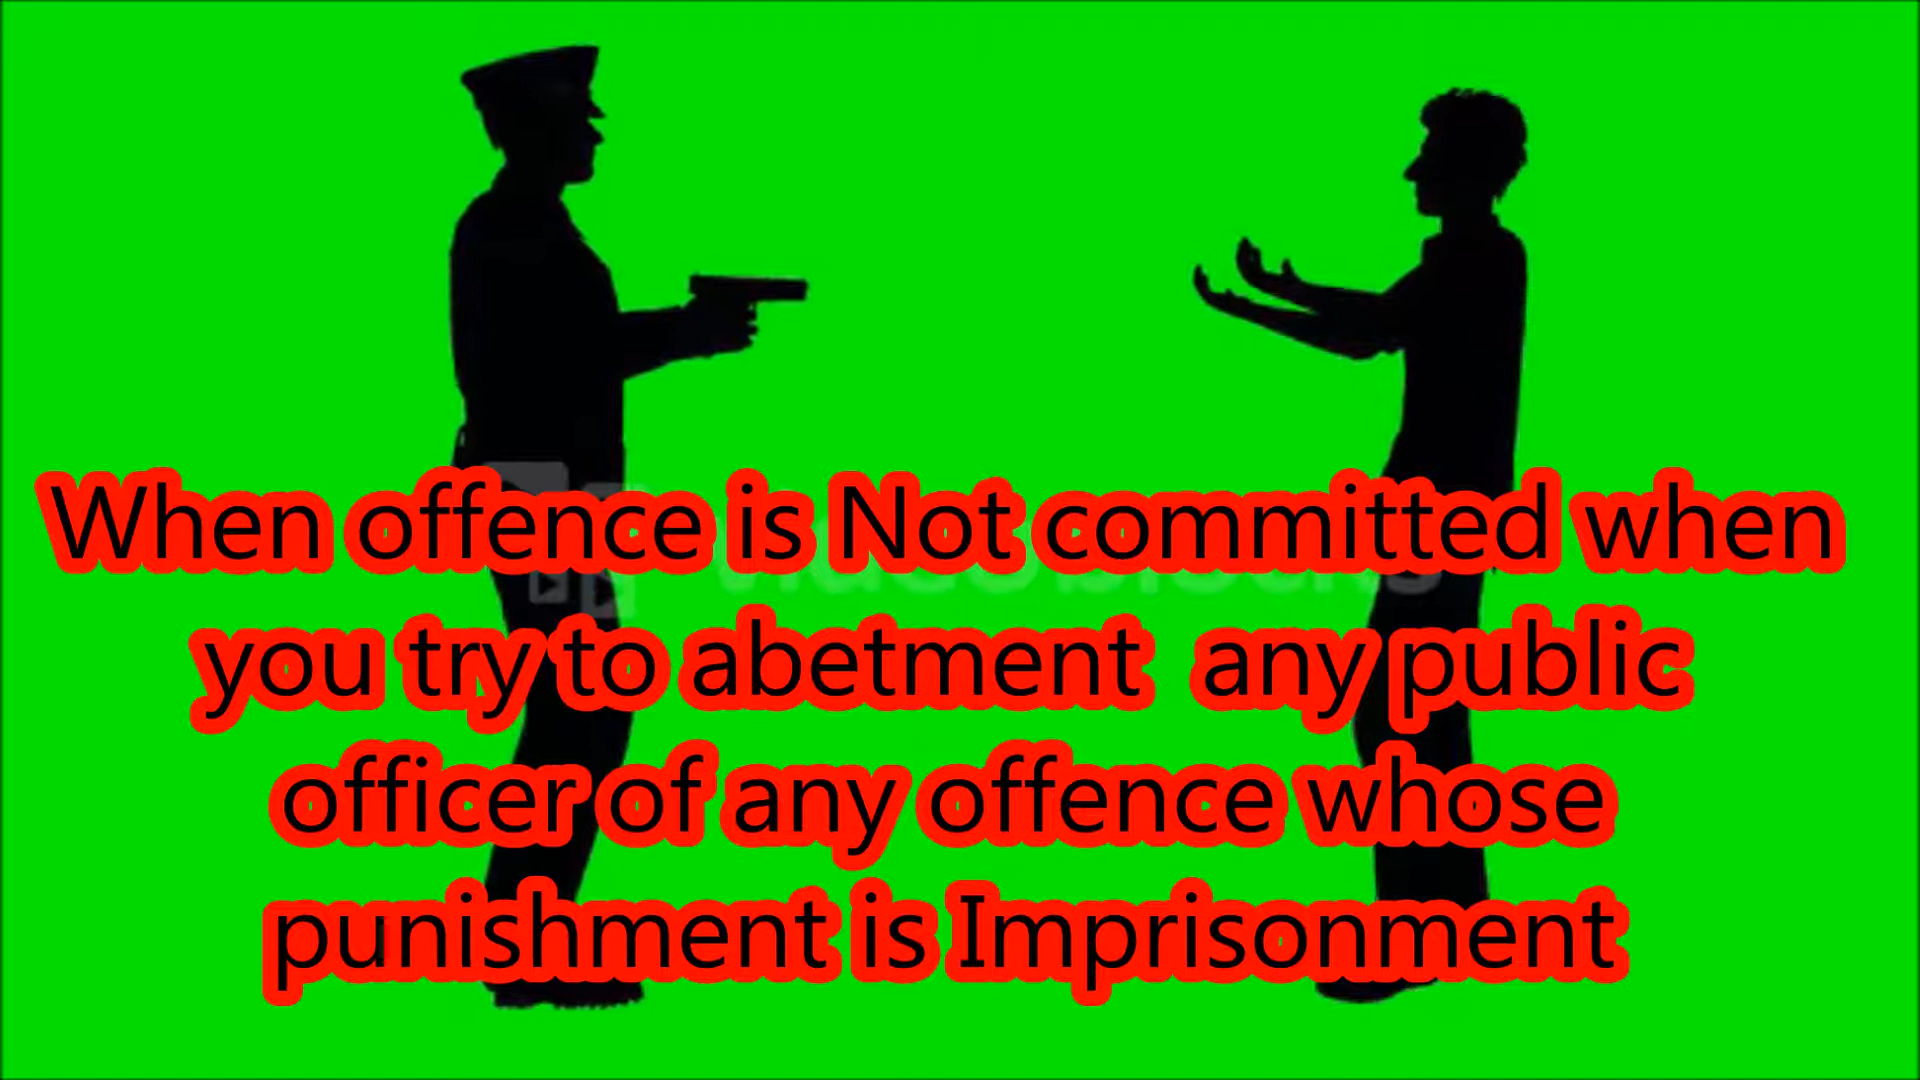 When offence is Not committed when
you try to abetment any public
officer of any offence whose
punishment is Imprisonment